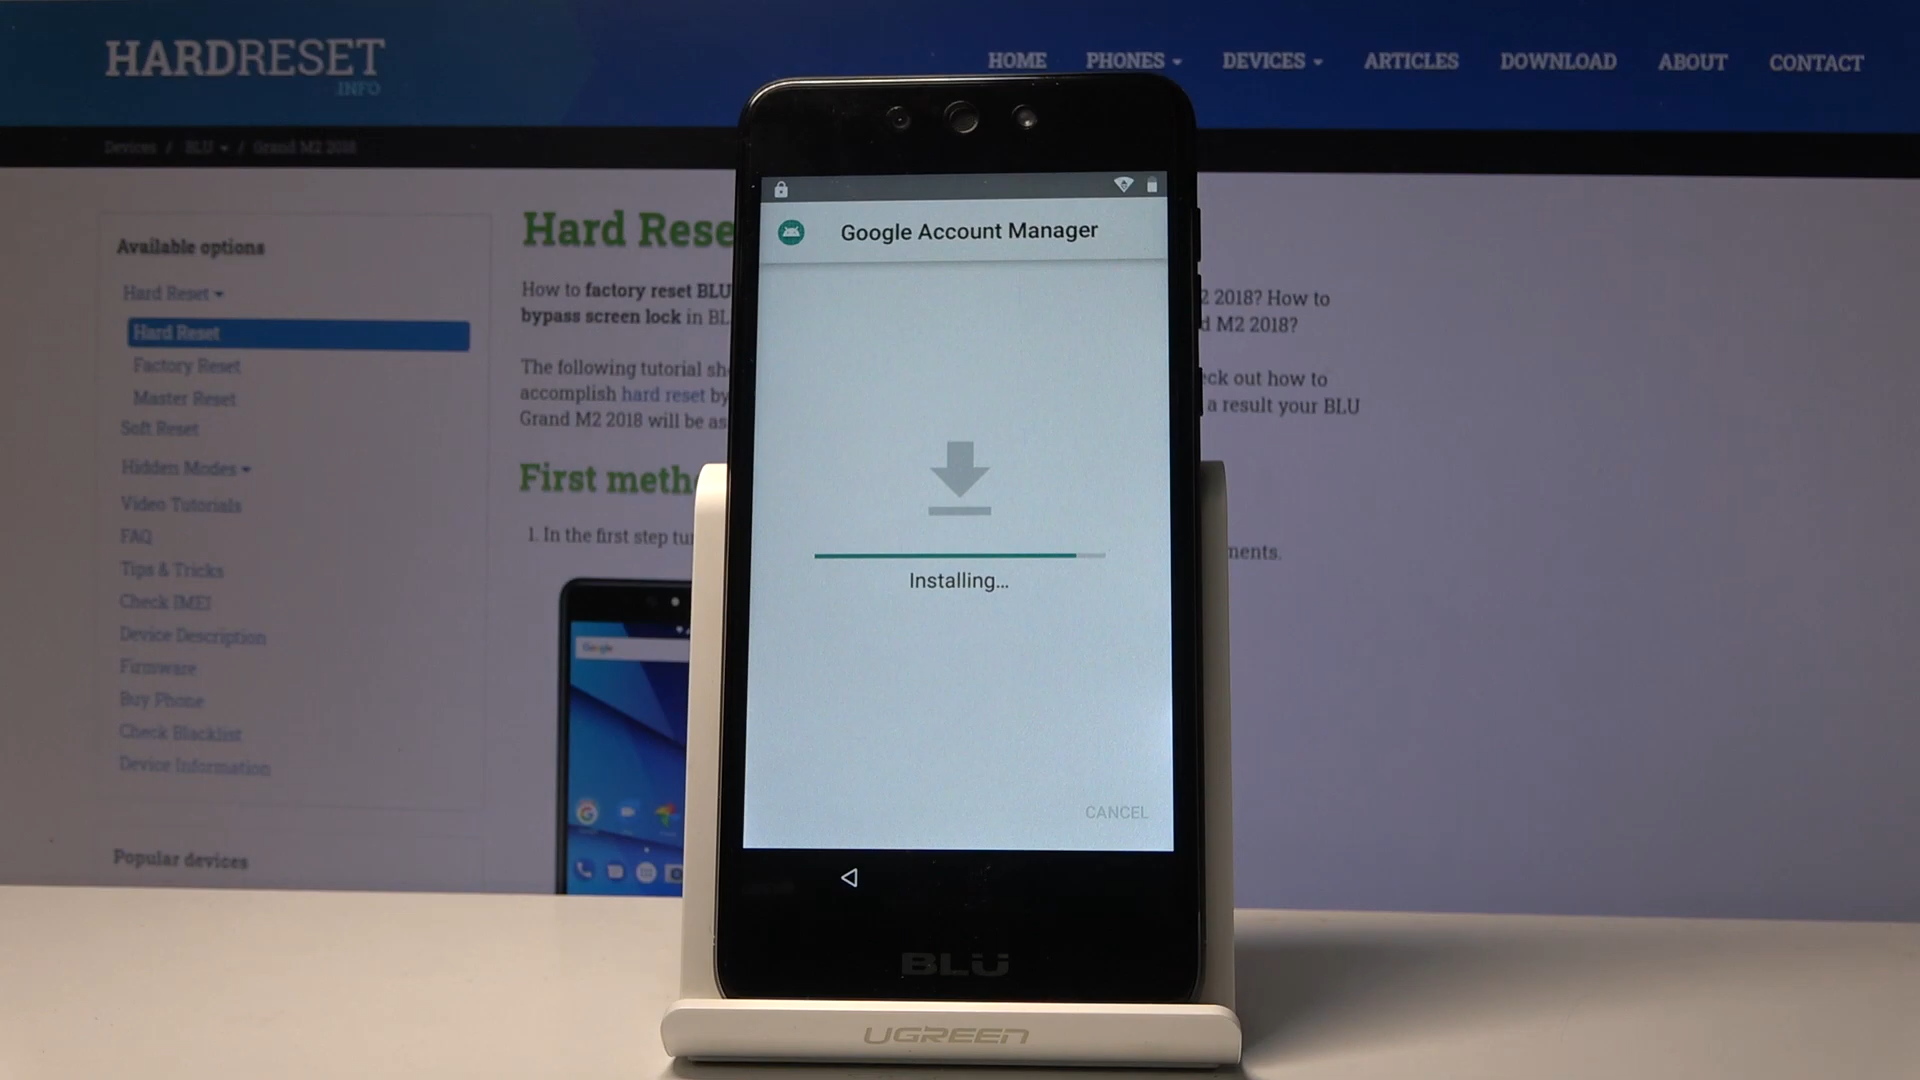 HARDRESET
.INFO
HOME PHONES DEVICES ARTICLES DOWNLOAD ABOUT CONTACT
Devices / BLU / Grand M2 2018
Available options
Hard Reset
Hard Reset
Factory Reset
Master Reset
Soft Reset
Hidden Modes
Video Tutorials
FAQ
Tips & Tricks
Check IMEI
Device Description
Firmware
Buy Phone
Check Blacklist
Device Information
Popular devices
Hard Rese
How to factory reset BLU 2 2018? How to
bypass screen lock in BL d M2 2018?
The following tutorial sh eck out how to
accomplish hard reset by a result your BLU
Grand M2 2018 will be as
First meth
1. In the first step tu ments.
Google
Google Account Manager
Installing...
CANCEL
BLU
UGREEN